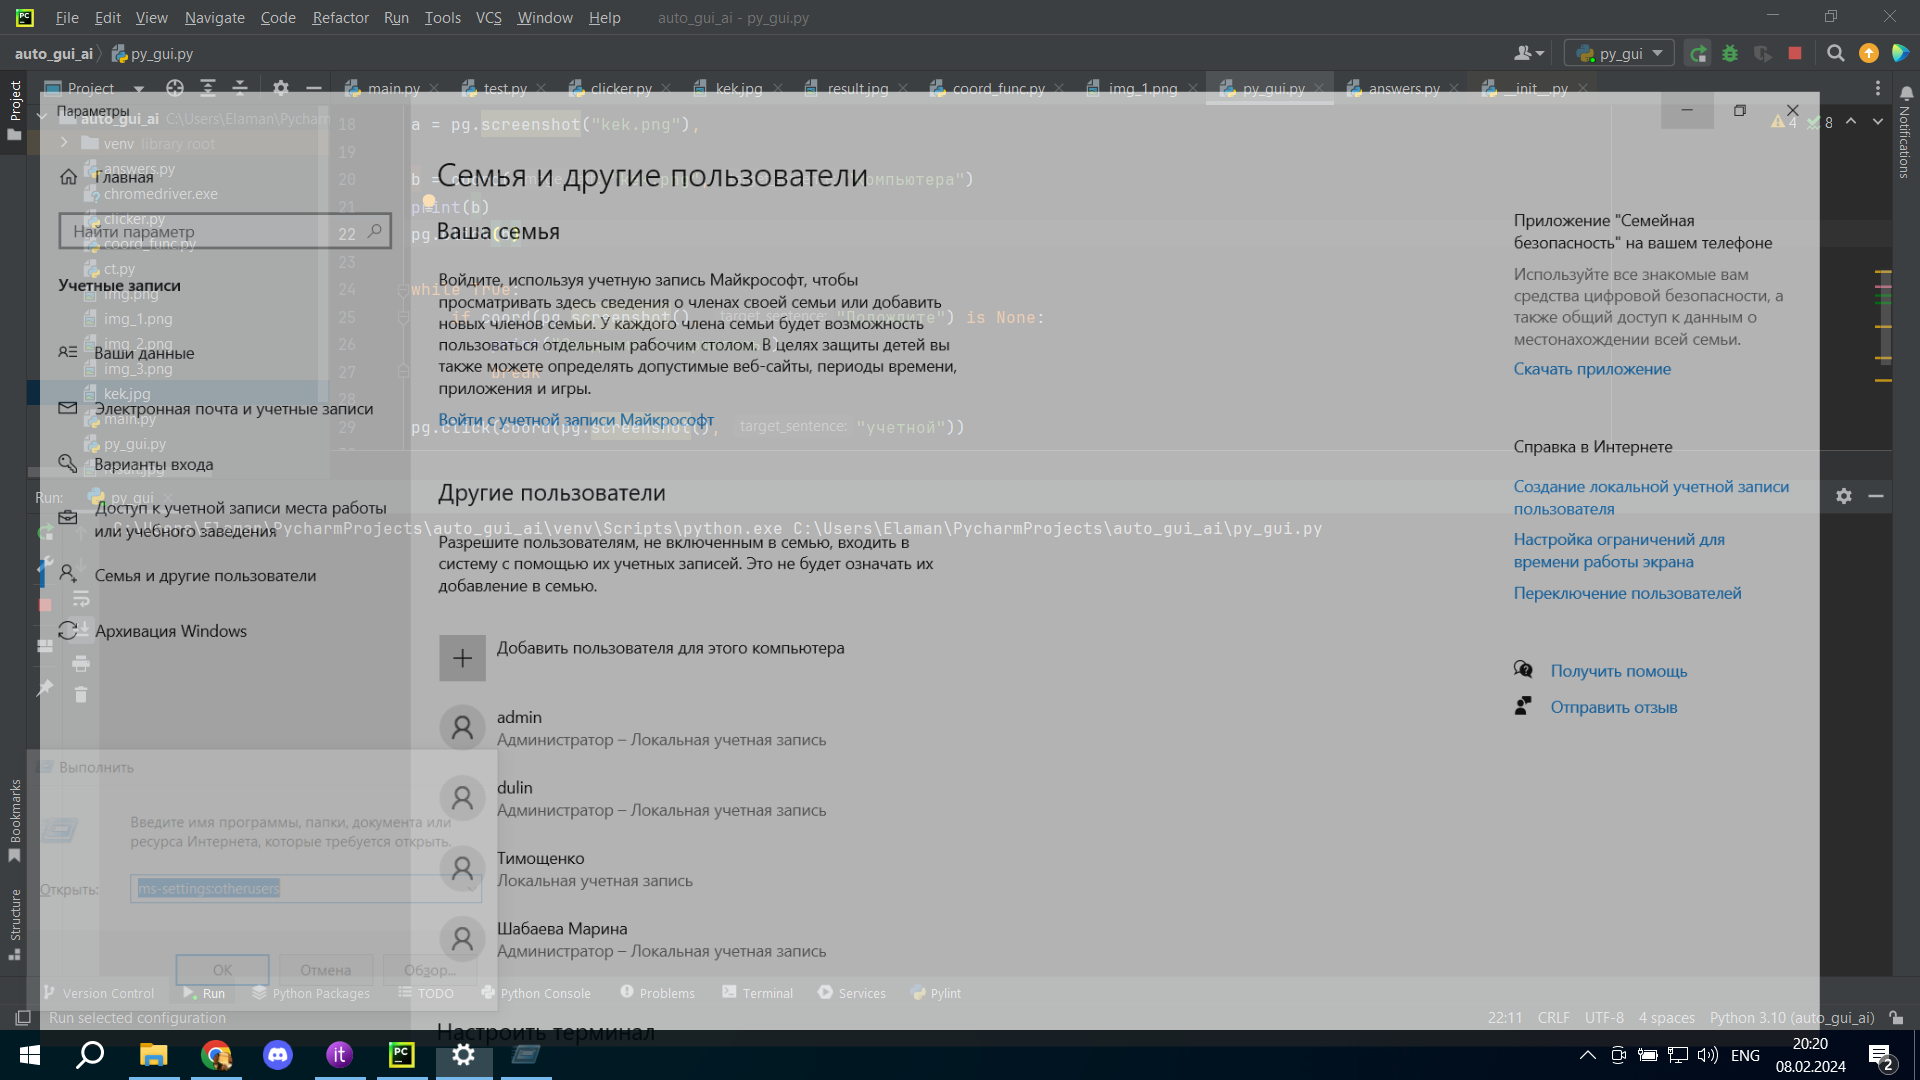 File Edit View Navigate Code Refactor Run Tools VCS Window Help auto_gui_ai - py_gui.py
auto_gui_ai py_gui.py
py_gui
Project
Project
main.py test.py clicker.py kek.jpg result.jpg coord_func.py img_1.png py_gui.py answers.py __init__.py
Notifications
Параметры
auto_gui_ai C:\Users\Elaman\Pycharm
venv library root
answers.py
Главная
chromedriver.exe
clicker.py
Найти параметр
coord_func.py
ct.py
Учетные записи
img.png
img_1.png
img_2.png
Ваши данные
img_3.png
kek.jpg
Электронная почта и учетные записи
main.py
py_gui.py
Варианты входа
18 a = pg.screenshot("kek.png"),
19
20 b =
21 print(b)
22 pg.
23
24 while True:
25 if coord(pg.screenshot(), target_sentence: "Подождите") is None:
26
27 break
28
29 pg.click(coord(pg.screenshot(), target_sentence: "учетной"))
4 8
Семья и другие пользователи
Ваша семья
Войдите, используя учетную запись Майкрософт, чтобы
просматривать здесь сведения о членах своей семьи или добавить
новых членов семьи. У каждого члена семьи будет возможность
пользоваться отдельным рабочим столом. В целях защиты детей вы
также можете определять допустимые веб-сайты, периоды времени,
приложения и игры.
Войти с учетной записи Майкрософт
Приложение "Семейная
безопасность" на вашем телефоне
Используйте все знакомые вам
средства цифровой безопасности, а
также общий доступ к данным о
местонахождении всей семьи.
Скачать приложение
Справка в Интернете
Создание локальной учетной записи
пользователя
Настройка ограничений для
времени работы экрана
Переключение пользователей
Получить помощь
Отправить отзыв
Run: py_gui
Доступ к учетной записи места работы
или учебного заведения
C:\Users\Elaman\PycharmProjects\auto_gui_ai\venv\Scripts\python.exe C:\Users\Elaman\PycharmProjects\auto_gui_ai\py_gui.py
Семья и другие пользователи
Архивация Windows
Другие пользователи
Разрешите пользователям, не включенным в семью, входить в
систему с помощью их учетных записей. Это не будет означать их
добавление в семью.
Добавить пользователя для этого компьютера
admin
Администратор – Локальная учетная запись
dulin
Администратор – Локальная учетная запись
Тимощенко
Локальная учетная запись
Шабаева Марина
Администратор – Локальная учетная запись
Настроить терминал
Выполнить
Введите имя программы, папки, документа или
ресурса Интернета, которые требуется открыть.
Открыть: ms-settings:otherusers
ОК Отмена Обзор...
Bookmarks
Structure
Version Control Run Python Packages TODO Python Console Problems Terminal Services Pylint
Run selected configuration
22:11 CRLF UTF-8 4 spaces Python 3.10 (auto_gui_ai)
ENG
20:20
08.02.2024
2